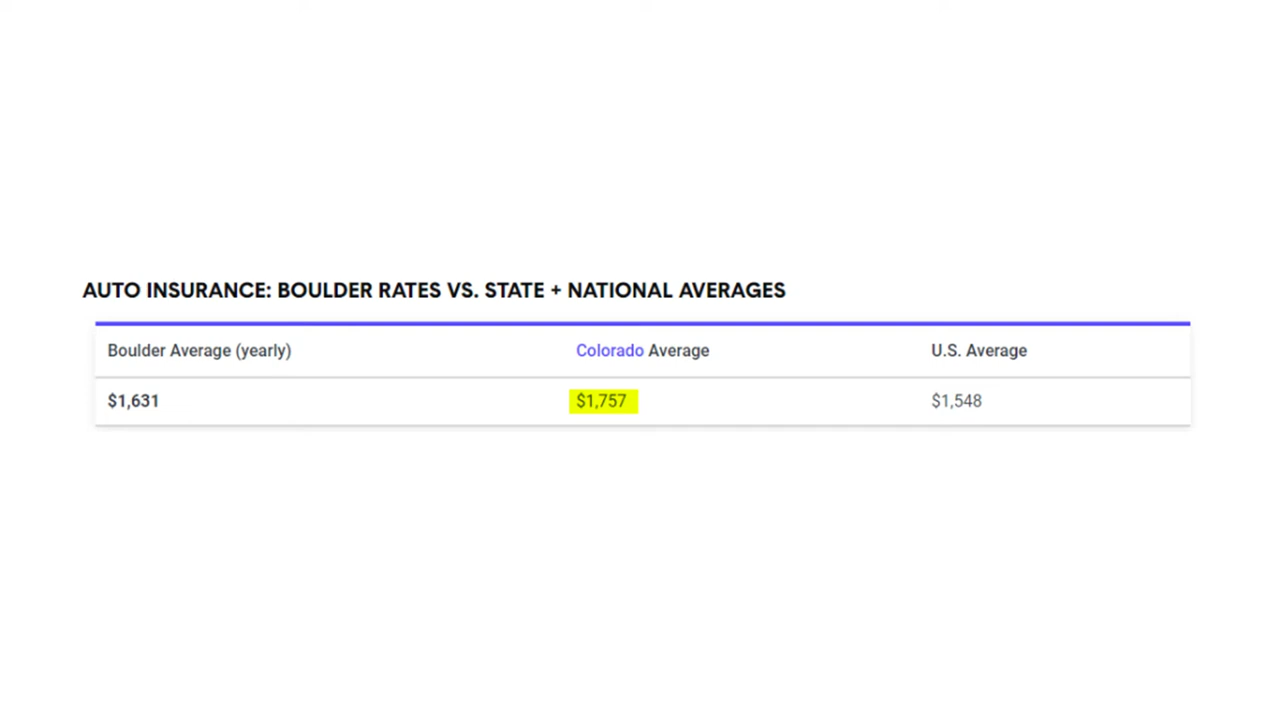 AUTO INSURANCE: BOULDER RATES VS. STATE + NATIONAL AVERAGES
Boulder Average (yearly) Colorado Average U.S. Average
$1,631 $1,757 $1,548